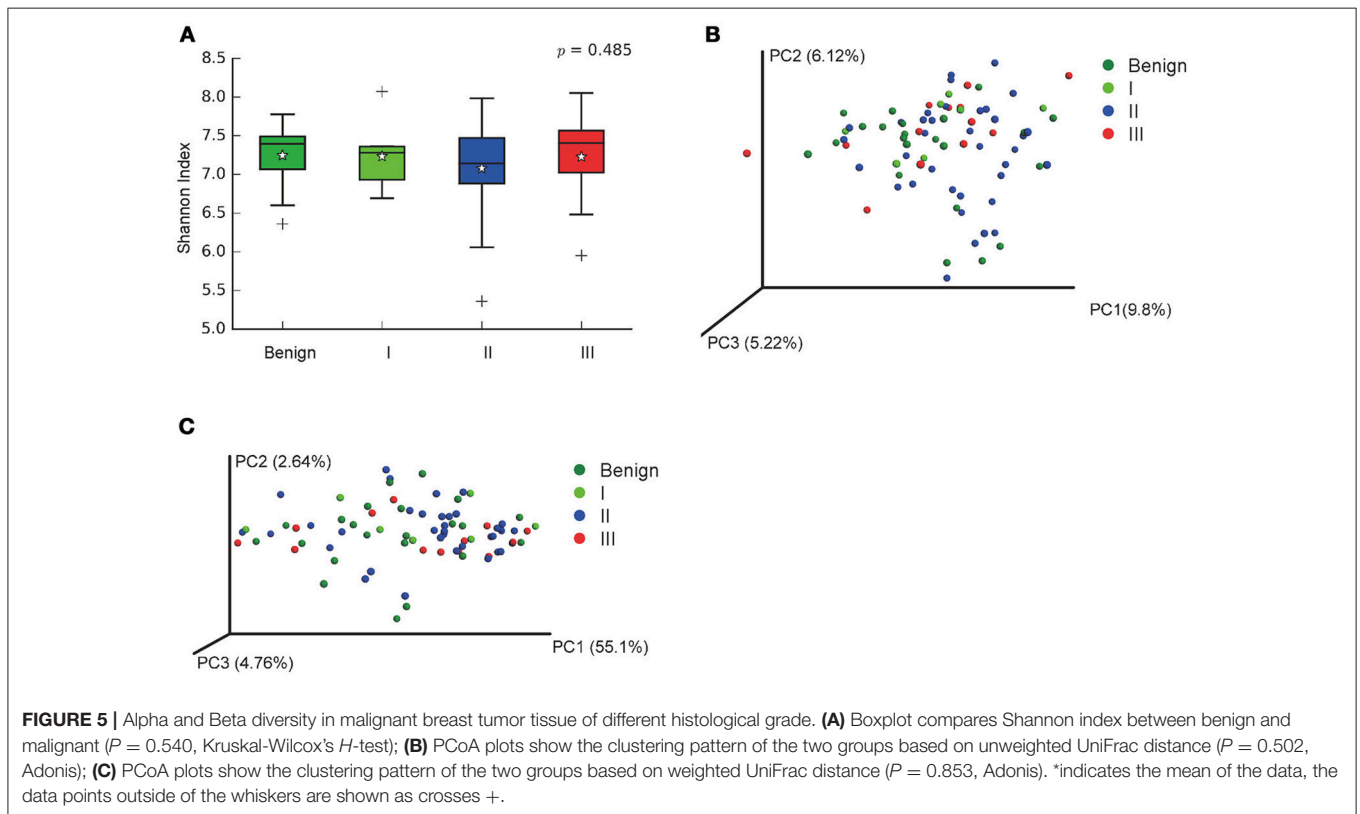 A
p = 0.485
Shannon Index
8.5
8.0
7.5
7.0
6.5
6.0
5.5
5.0
Benign
I
II
III
B
PC2 (6.12%)
PC1(9.8%)
PC3 (5.22%)
Benign
I
II
III
C
PC2 (2.64%)
PC1 (55.1%)
PC3 (4.76%)
Benign
I
II
III
FIGURE 5 | Alpha and Beta diversity in malignant breast tumor tissue of different histological grade. (A) Boxplot compares Shannon index between benign and
malignant (P = 0.540, Kruskal-Wilcox's H-test); (B) PCoA plots show the clustering pattern of the two groups based on unweighted UniFrac distance (P = 0.502,
Adonis); (C) PCoA plots show the clustering pattern of the two groups based on weighted UniFrac distance (P = 0.853, Adonis). *indicates the mean of the data, the
data points outside of the whiskers are shown as crosses +.